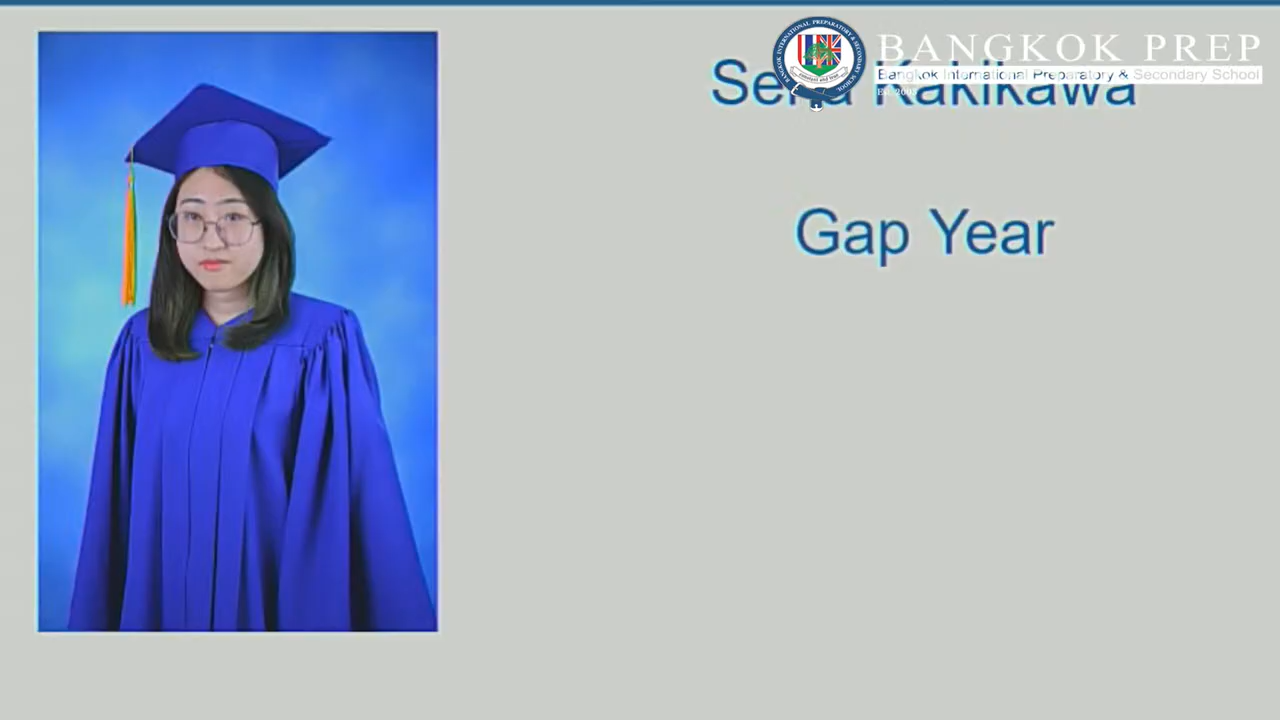 BANGKOK PREP
Bangkok International Preparatory & Secondary School
Kakikawa
Gap Year